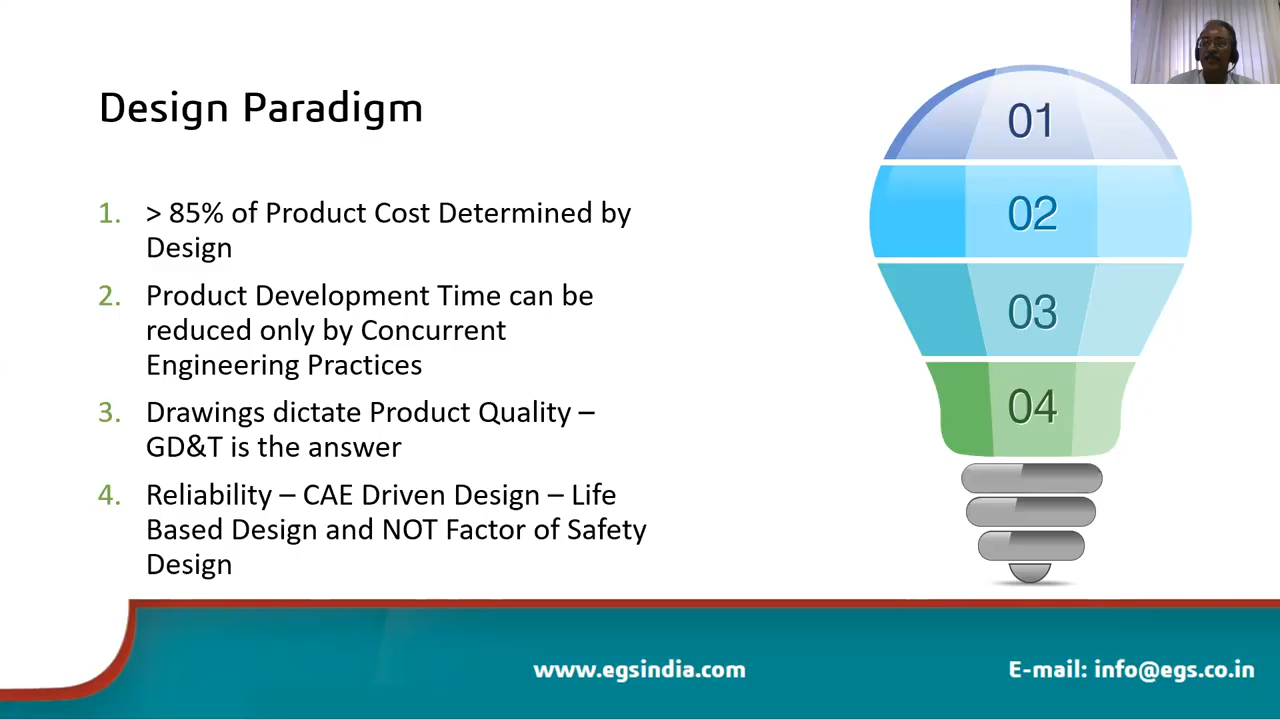 Design Paradigm
1. > 85% of Product Cost Determined by
Design
2. Product Development Time can be
reduced only by Concurrent
Engineering Practices
3. Drawings dictate Product Quality –
GD&T is the answer
4. Reliability – CAE Driven Design – Life
Based Design and NOT Factor of Safety
Design
01
02
03
04
www.egsindia.com
E-mail: info@egs.co.in